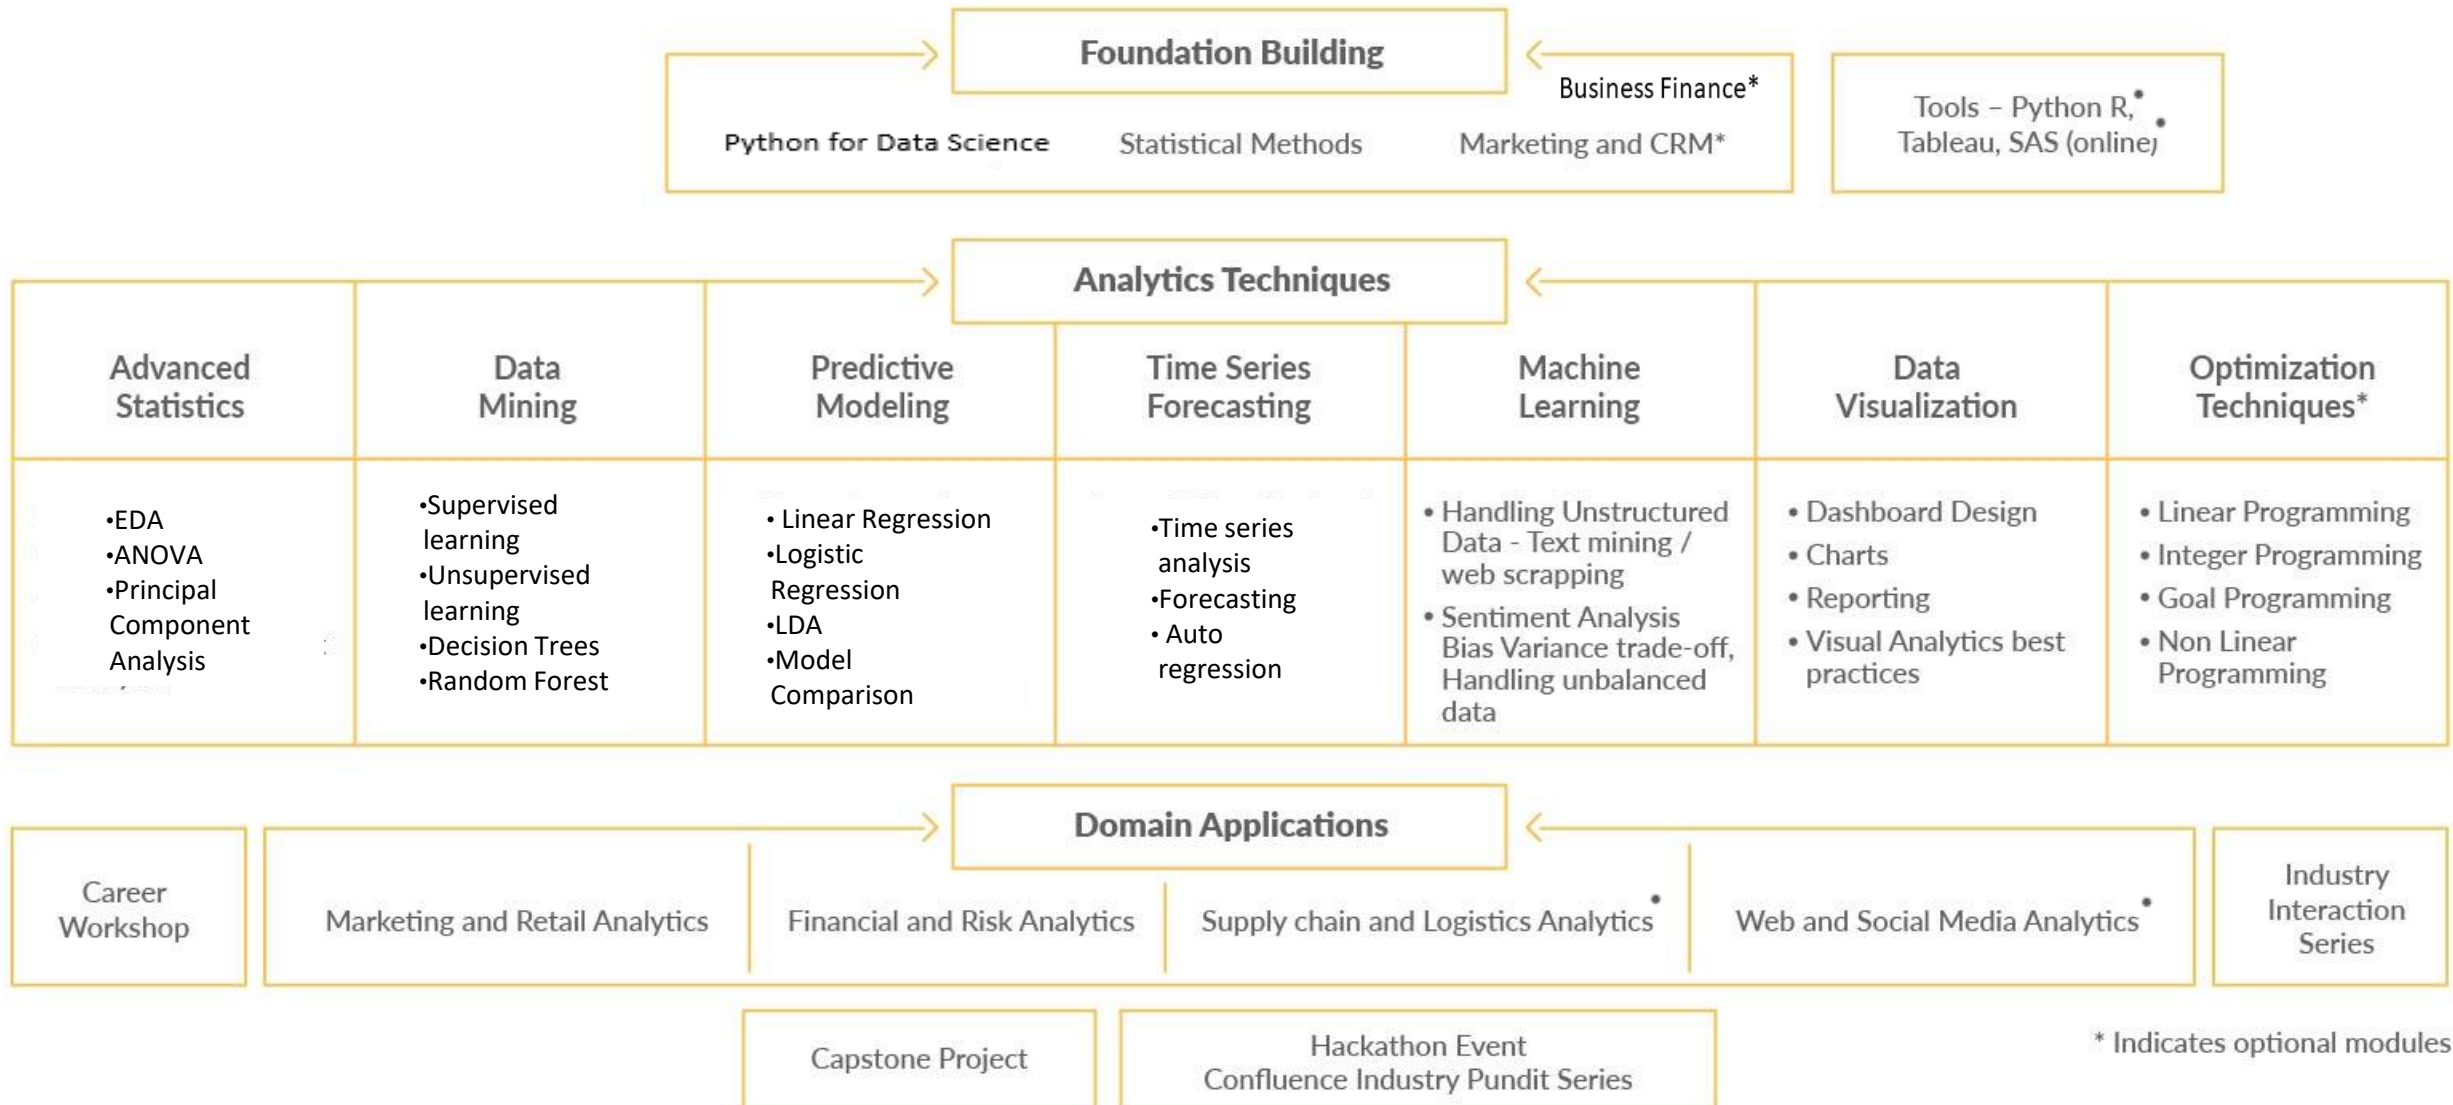 Foundation Building
Business Finance*
Python for Data Science
Statistical Methods
Marketing and CRM*
Tools – Python R,•
Tableau, SAS (online)•
Analytics Techniques
Advanced
Statistics
Data
Mining
Predictive
Modeling
Time Series
Forecasting
Machine
Learning
Data
Visualization
Optimization
Techniques*
•EDA
•ANOVA
•Principal
Component
Analysis
•Supervised
learning
•Unsupervised
learning
•Decision Trees
•Random Forest
• Linear Regression
•Logistic
Regression
•LDA
•Model
Comparison
•Time series
analysis
•Forecasting
• Auto
regression
• Handling Unstructured
Data - Text mining /
web scrapping
• Sentiment Analysis
Bias Variance trade-off,
Handling unbalanced
data
• Dashboard Design
• Charts
• Reporting
• Visual Analytics best
practices
• Linear Programming
• Integer Programming
• Goal Programming
• Non Linear
Programming
Domain Applications
Career
Workshop
Marketing and Retail Analytics
Financial and Risk Analytics
Supply chain and Logistics Analytics•
Web and Social Media Analytics•
Industry
Interaction
Series
Capstone Project
Hackathon Event
Confluence Industry Pundit Series
* Indicates optional modules